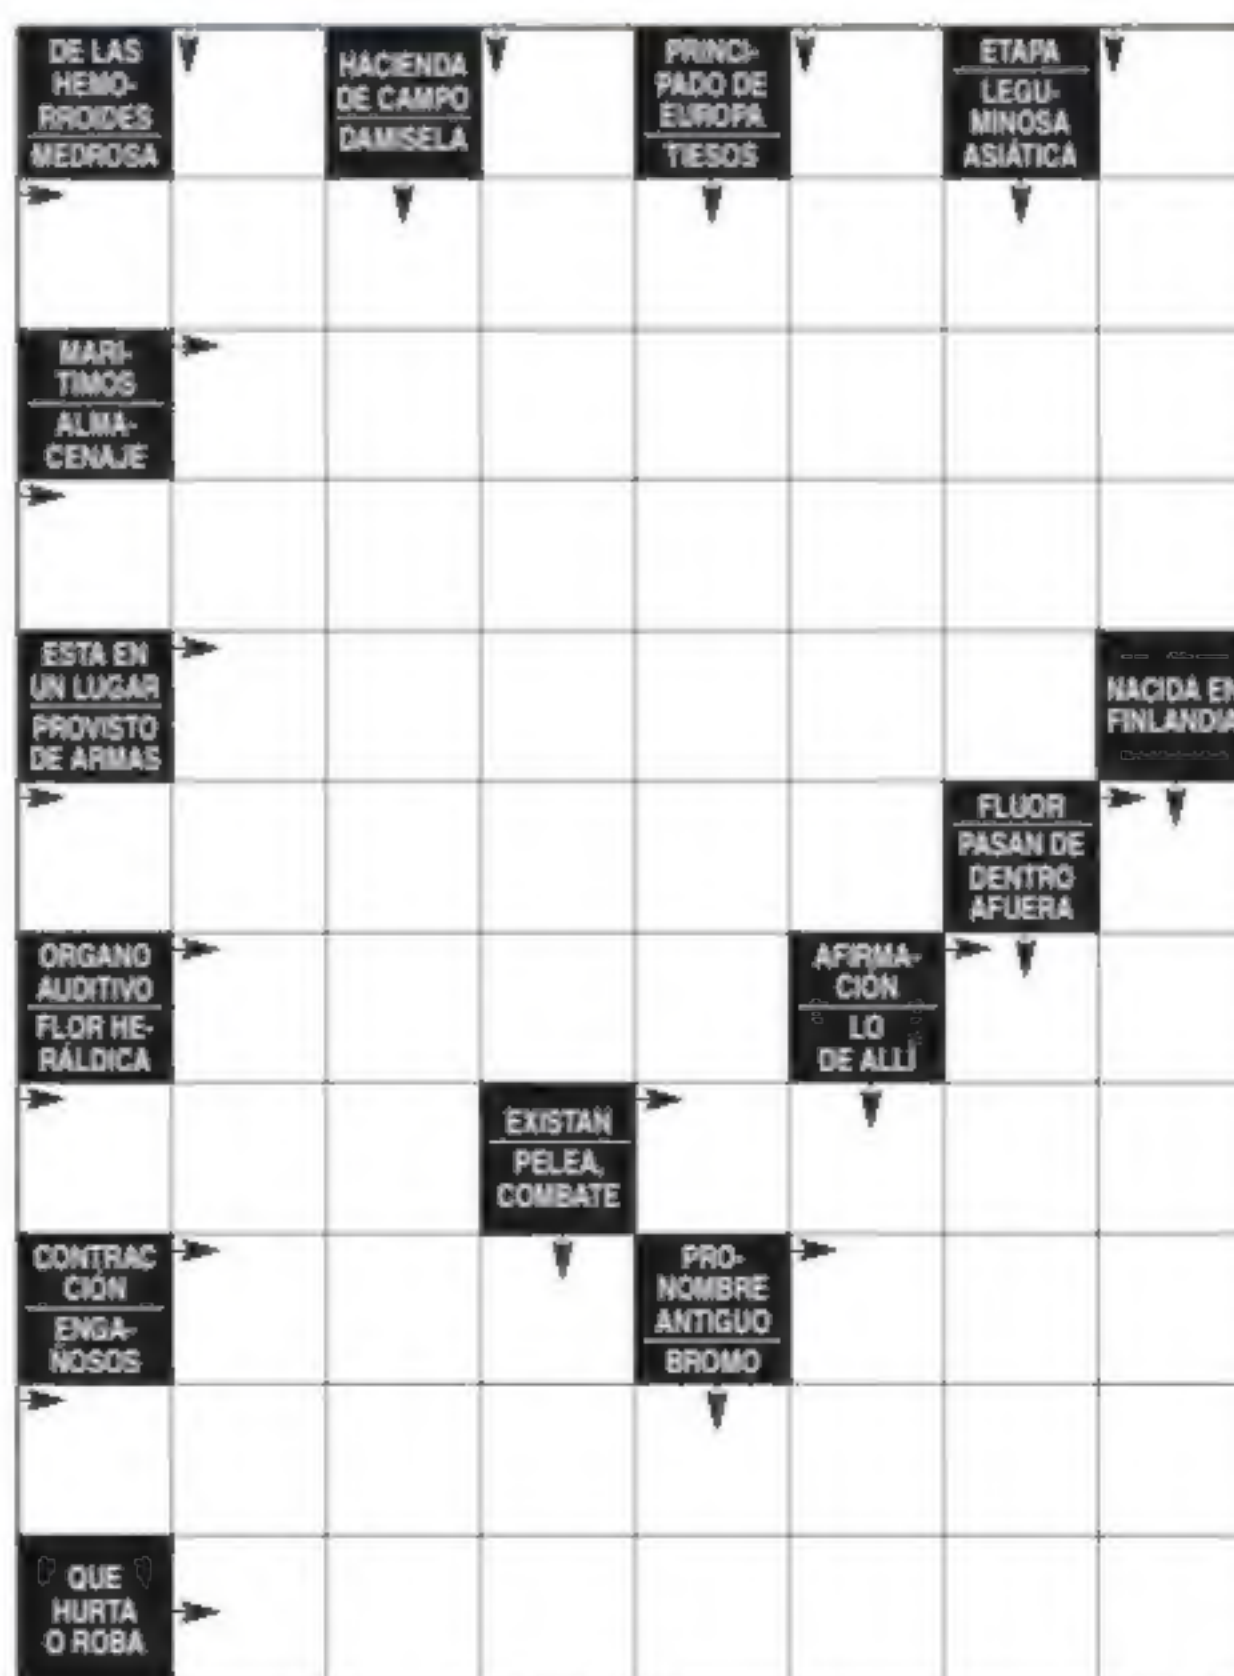 DE LAS
HEMO-
RROIDES
MEDROSA
HACIENDA
DE CAMPO
DAMISELA
PRINCI-
PADO DE
EUROPA
TIESOS
ETAPA
LEGU-
MINOSA
ASIÁTICA
MARI-
TIMOS
ALMA-
CENAJE
ESTA EN
UN LUGAR
PROVISTO
DE ARMAS
NACIDA EN
FINLANDIA
FLUOR
PASAN DE
DENTRO
AFUERA
ORGANO
AUDITIVO
FLOR HE-
RÁLDICA
AFIRMA-
CIÓN
LO
DE ALLÍ
EXISTAN
PELEA,
COMBATE
CONTRAC
CIÓN
ENGA-
ÑOSOS
PRO-
NOMBRE
ANTIGUO
BROMO
QUE
HURTA
O ROBA